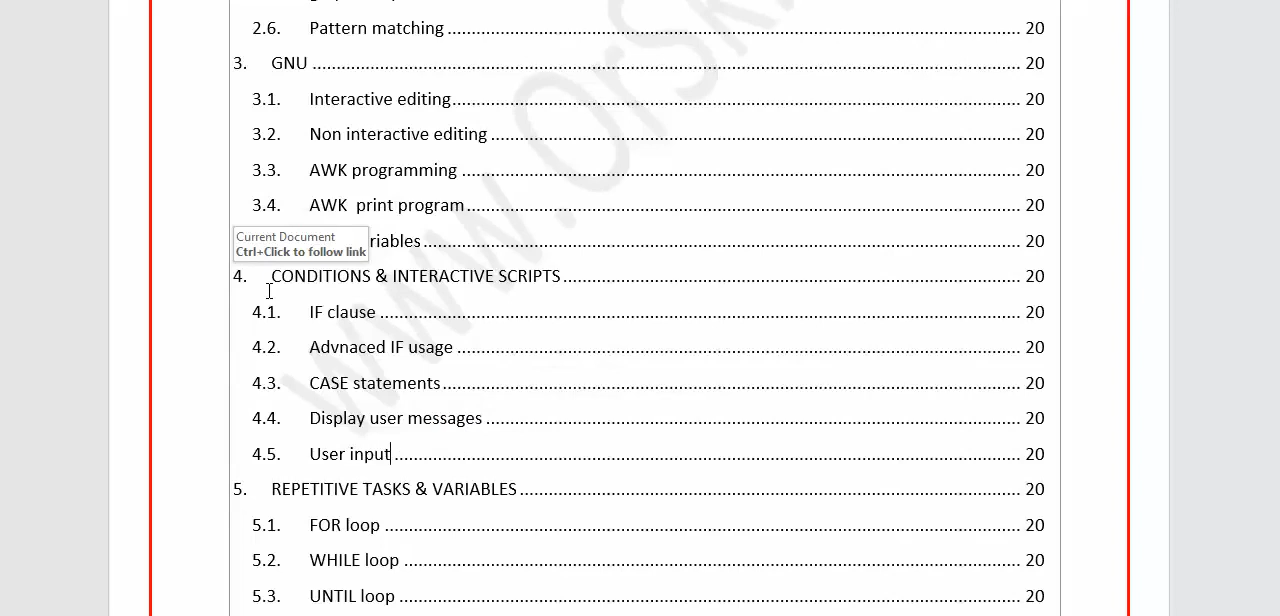 2.6. Pattern matching ........ 20
3. GNU ........ 20
3.1. Interactive editing ........ 20
3.2. Non interactive editing ........ 20
3.3. AWK programming ........ 20
3.4. AWK  print program ........ 20
Current Document
Ctrl+Click to follow link
riables ........ 20
4. CONDITIONS & INTERACTIVE SCRIPTS ........ 20
4.1. IF clause ........ 20
4.2. Advnaced IF usage ........ 20
4.3. CASE statements ........ 20
4.4. Display user messages ........ 20
4.5. User input ........ 20
5. REPETITIVE TASKS & VARIABLES ........ 20
5.1. FOR loop ........ 20
5.2. WHILE loop ........ 20
5.3. UNTIL loop ........ 20
www.OrSk